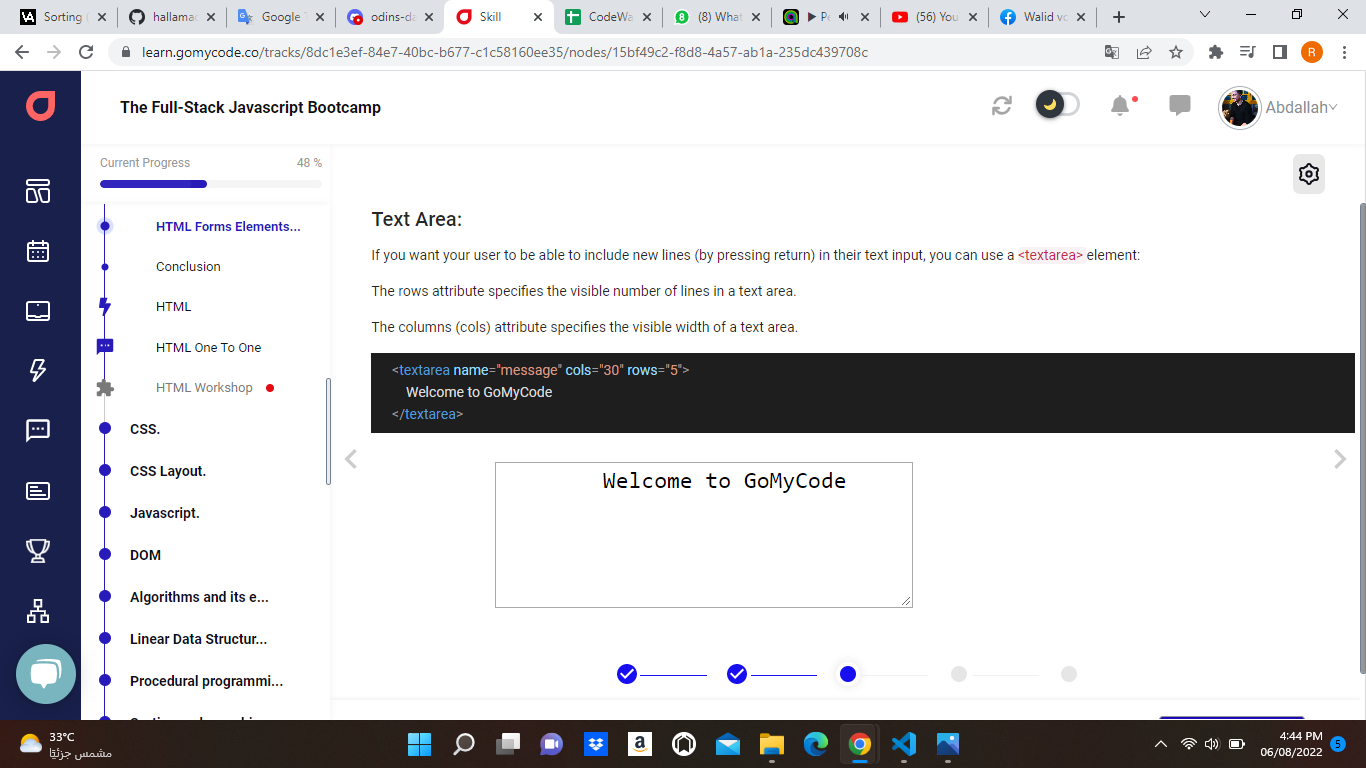 Sorting
hallamac
Google T
odins-da
Skill
CodeWa
(8) What
Pe
(56) You
Walid vo
learn.gomycode.co/tracks/8dc1e3ef-84e7-40bc-b677-c1c58160ee35/nodes/15bf49c2-f8d8-4a57-ab1a-235dc439708c
R
The Full-Stack Javascript Bootcamp
Abdallah
Current Progress
48 %
HTML Forms Elements...
Conclusion
HTML
HTML One To One
HTML Workshop
CSS.
CSS Layout.
Javascript.
DOM
Algorithms and its e...
Linear Data Structur...
Procedural programmi...
Text Area:
If you want your user to be able to include new lines (by pressing return) in their text input, you can use a <textarea> element:
The rows attribute specifies the visible number of lines in a text area.
The columns (cols) attribute specifies the visible width of a text area.
<textarea name="message" cols="30" rows="5">
Welcome to GoMyCode
</textarea>
Welcome to GoMyCode
33°C
مشمس جزئيًا
4:44 PM
06/08/2022
5